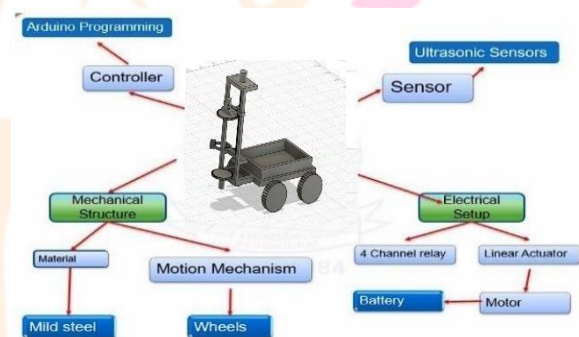 Arduino Programming
Controller
Ultrasonic Sensors
Sensor
Mechanical
Structure
Electrical
Setup
Material
Motion Mechanism
4 Channel relay
Linear Actuator
Battery
Motor
Mild steel
Wheels